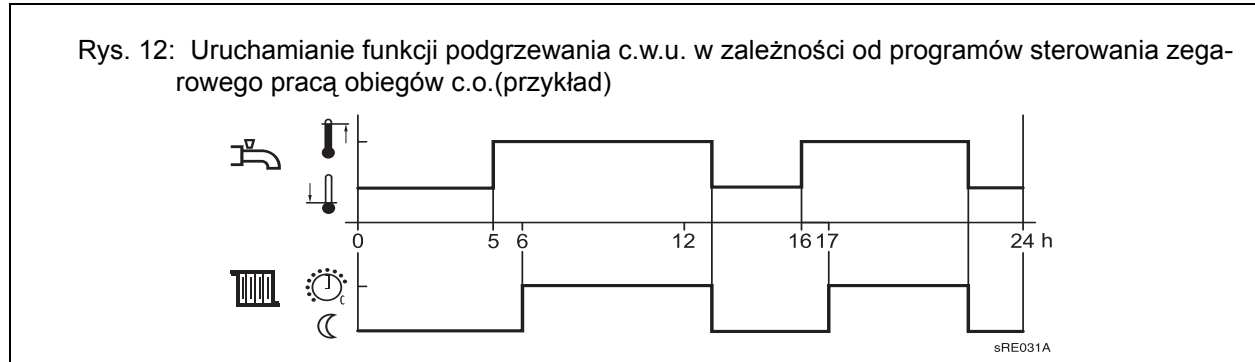 Rys. 12: Uruchamianie funkcji podgrzewania c.w.u. w zależności od programów sterowania zega-
rowego pracą obiegów c.o.(przykład)
0 5 6 12 16 17 24 h
C
sRE031A